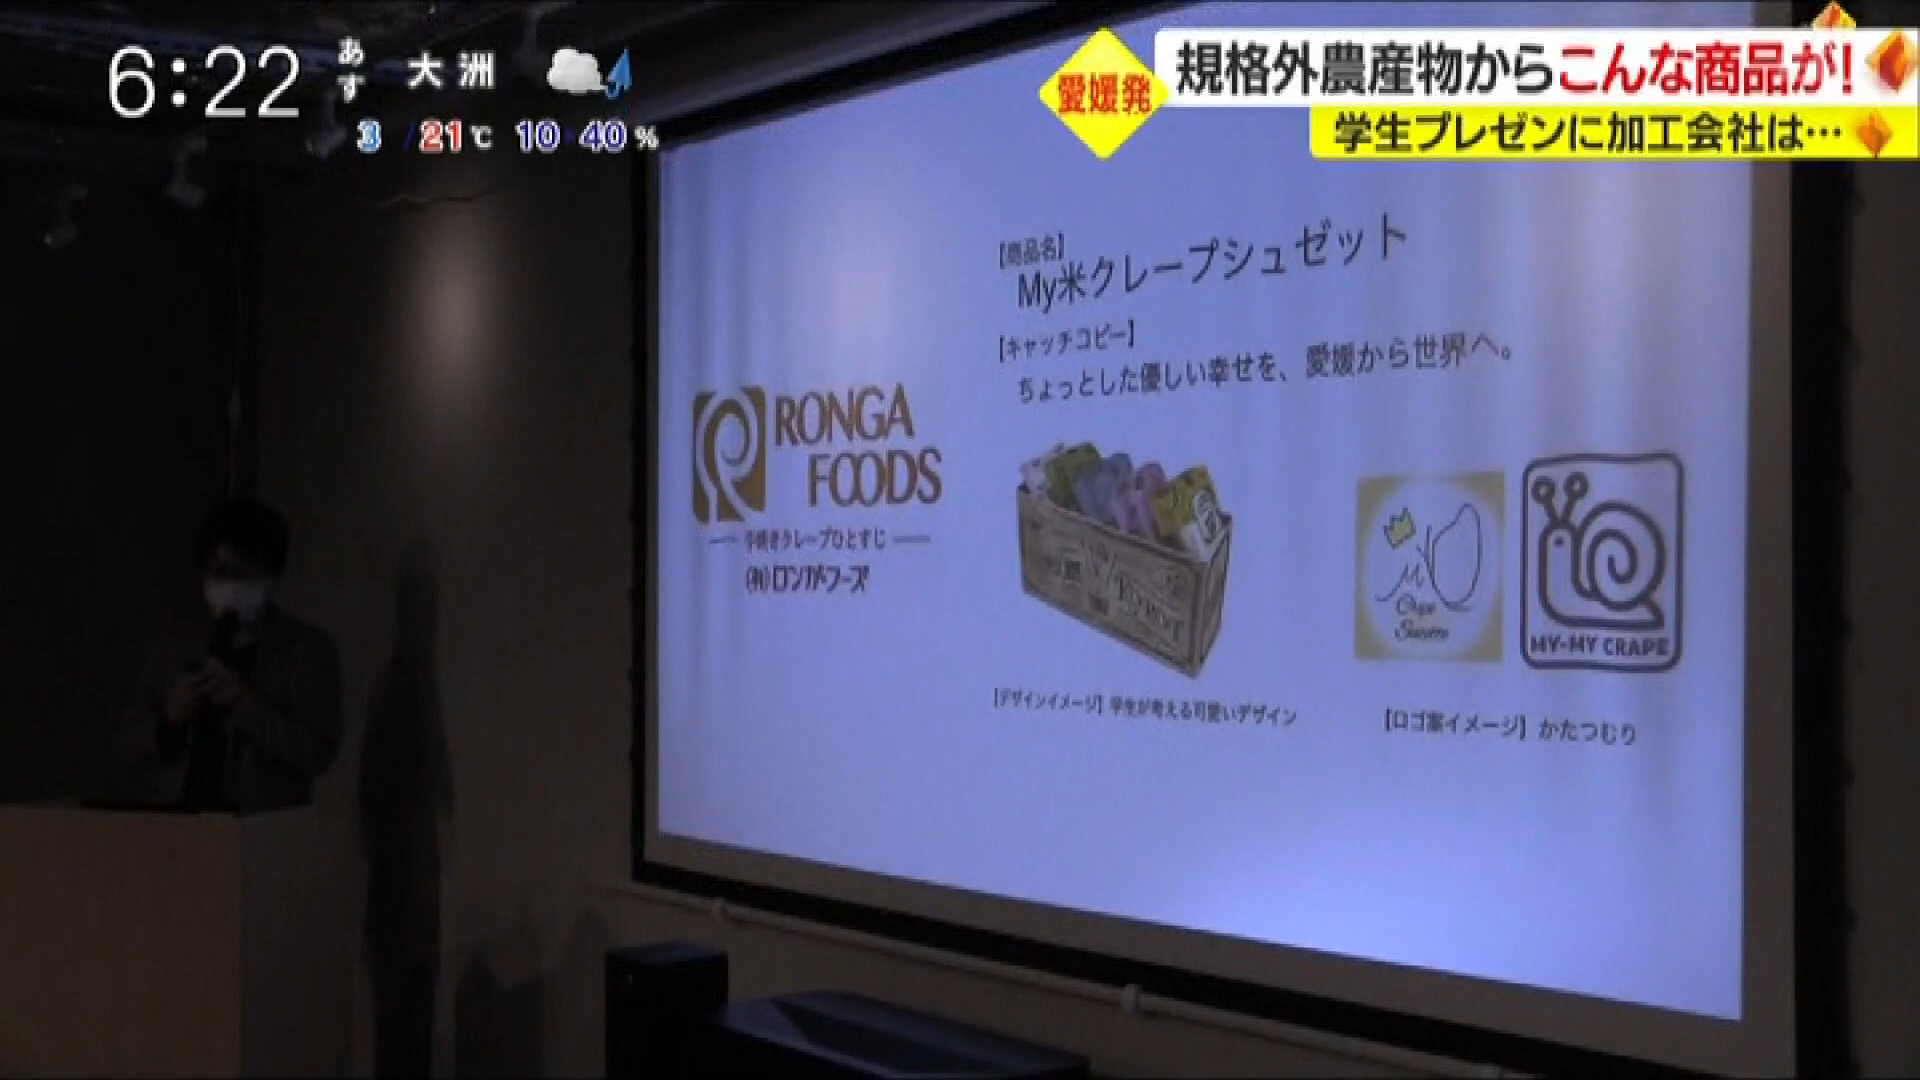 6:22
あす
大洲
3/21℃ 10・40%
愛媛発
規格外農産物からこんな商品が!
学生プレゼンに加工会社は…
【商品名】
My米クレープシュゼット
【キャッチコピー】
ちょっとした優しい幸せを、愛媛から世界へ。
RONGA
FOODS
手焼きクレープひとすじ
(有)ロンガフーズ
Crepe
Suzette
MY-MY CRAPE
【デザインイメージ】学生が考える可愛いデザイン
【ロゴ案イメージ】かたつむり